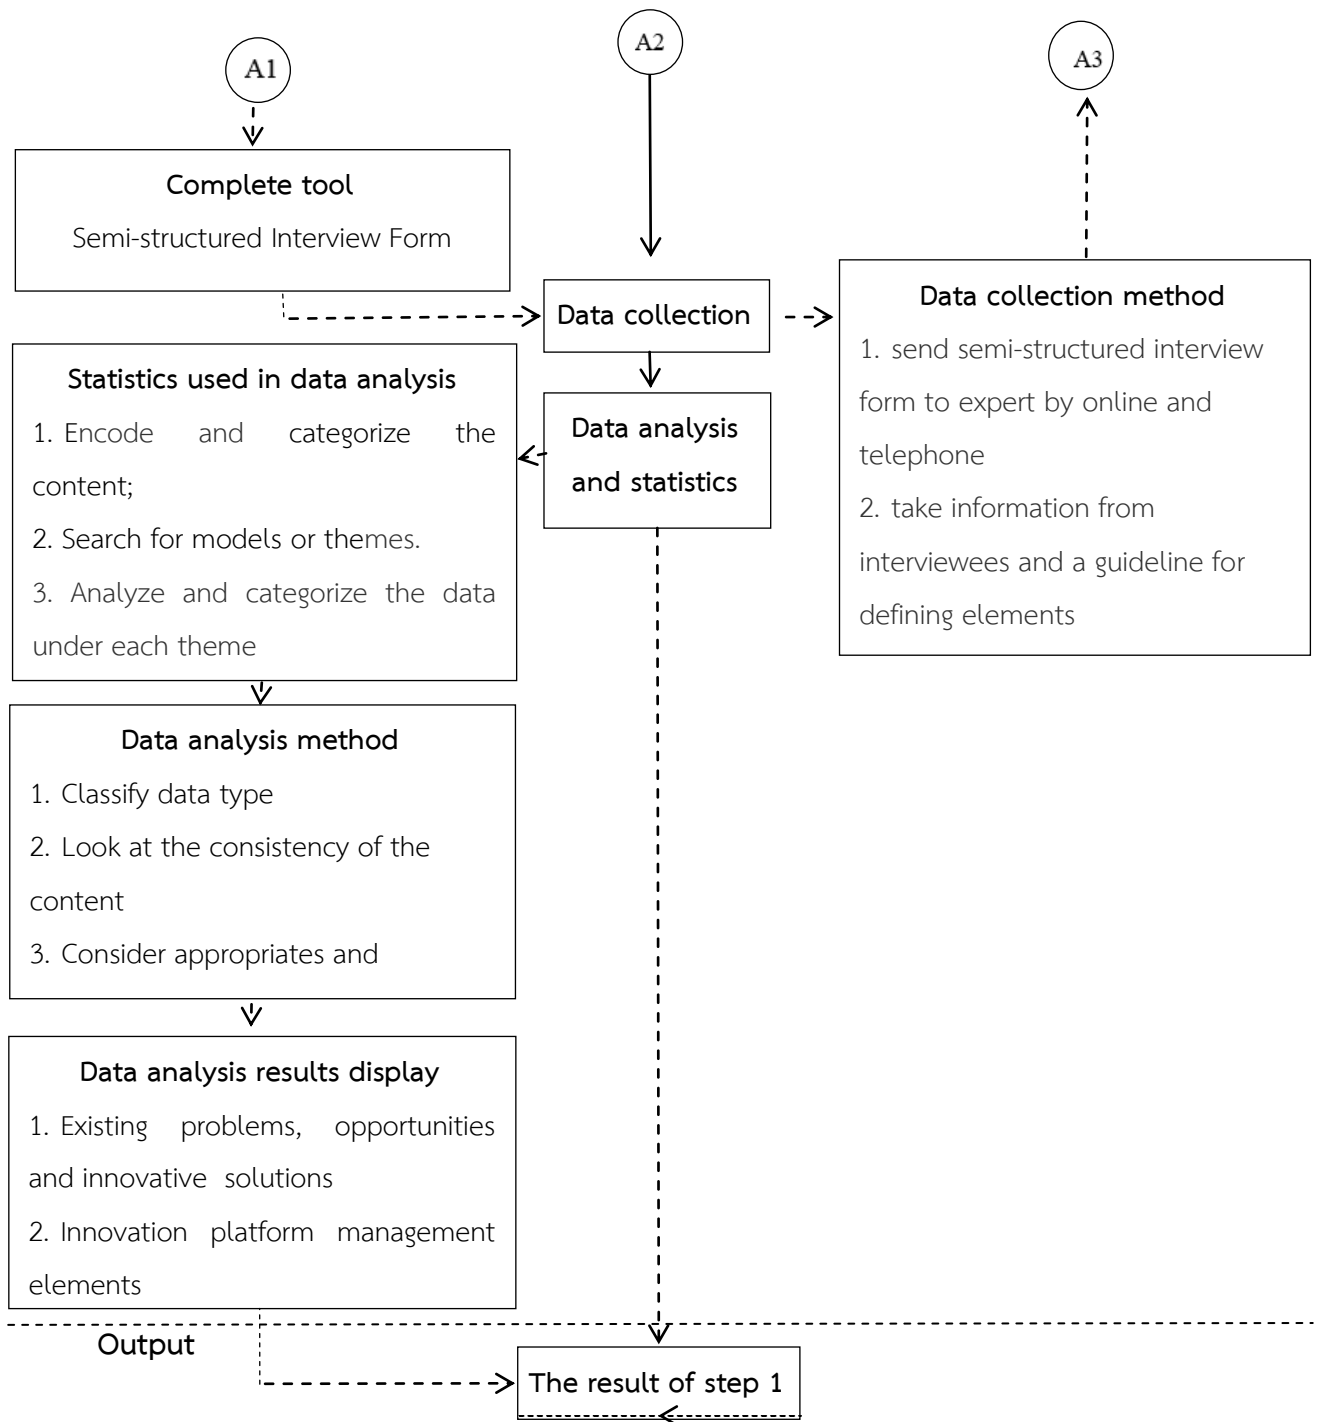 A1
A2
A3
Complete tool
Semi-structured Interview Form
Data collection
Data collection method
1. send semi-structured interview
form to expert by online and
telephone
2. take information from
interviewees and a guideline for
defining elements
Statistics used in data analysis
1. Encode and categorize the
content;
2. Search for models or themes.
3. Analyze and categorize the data
under each theme
Data analysis
and statistics
Data analysis method
1. Classify data type
2. Look at the consistency of the
content
3. Consider appropriates and
Data analysis results display
1. Existing problems, opportunities
and innovative solutions
2. Innovation platform management
elements
Output
The result of step 1